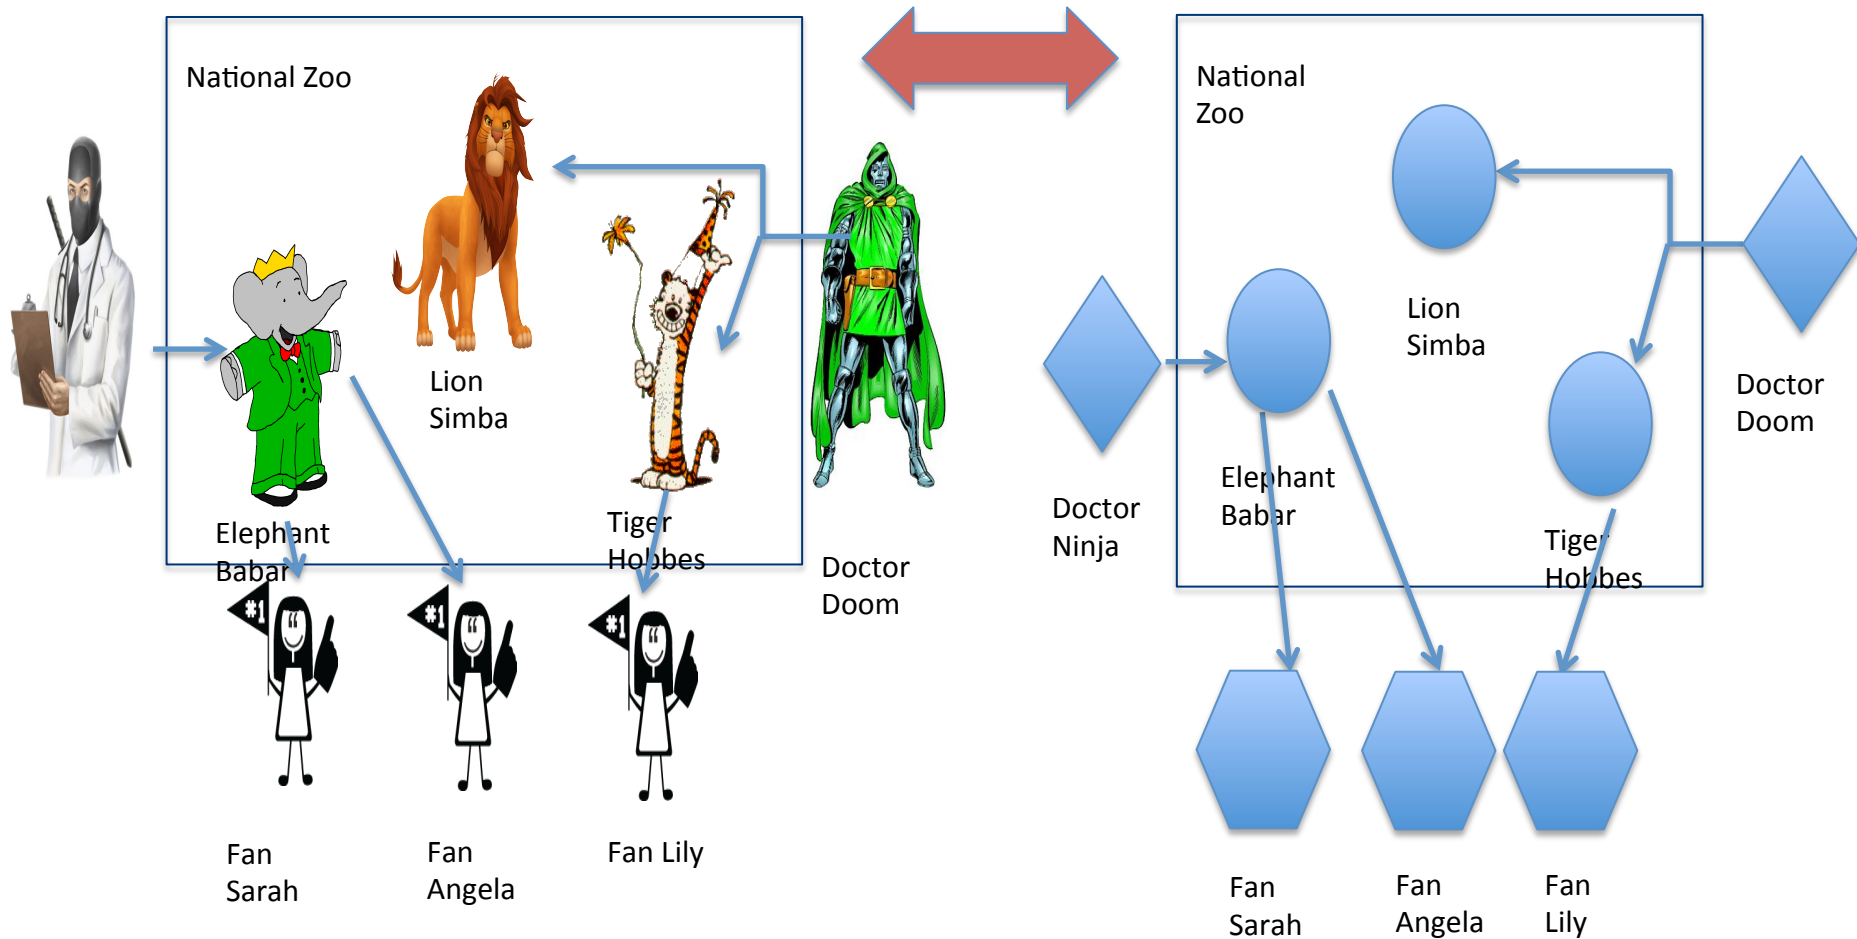 National Zoo
Lion
Simba
Elephant
Babar
Tiger
Hobbes
Doctor
Doom
#1
#1
#1
Fan
Sarah
Fan
Angela
Fan Lily
National
Zoo
Lion
Simba
Doctor
Doom
Elephant
Babar
Doctor
Ninja
Tiger
Hobbes
Fan
Sarah
Fan
Angela
Fan
Lily